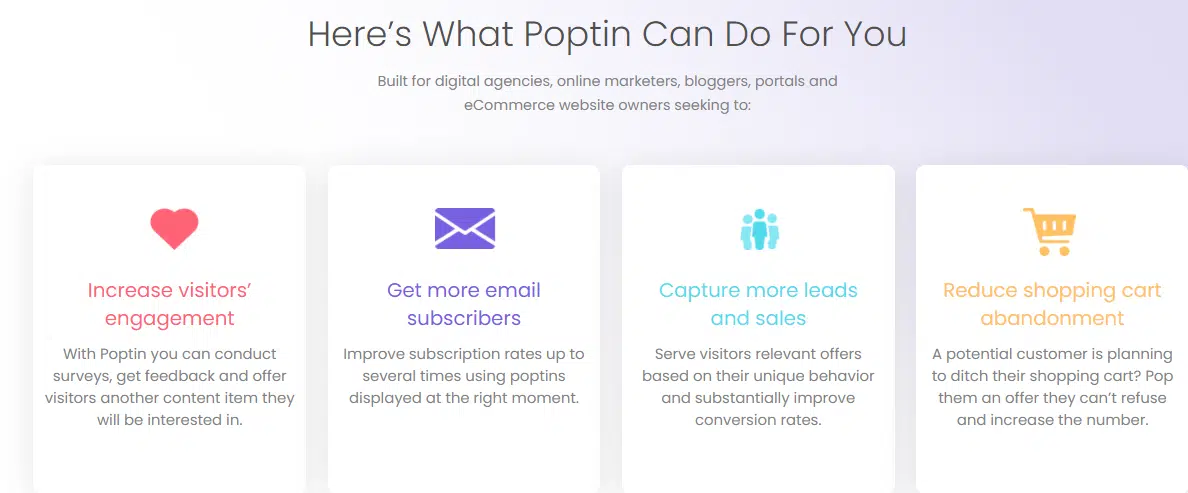 Here’s What Poptin Can Do For You
Built for digital agencies, online marketers, bloggers, portals and
eCommerce website owners seeking to:
Increase visitors’
engagement
With Poptin you can conduct
surveys, get feedback and offer
visitors another content item they
will be interested in.
Get more email
subscribers
Improve subscription rates up to
several times using poptins
displayed at the right moment.
Capture more leads
and sales
Serve visitors relevant offers
based on their unique behavior
and substantially improve
conversion rates.
Reduce shopping cart
abandonment
A potential customer is planning
to ditch their shopping cart? Pop
them an offer they can’t refuse
and increase the number.